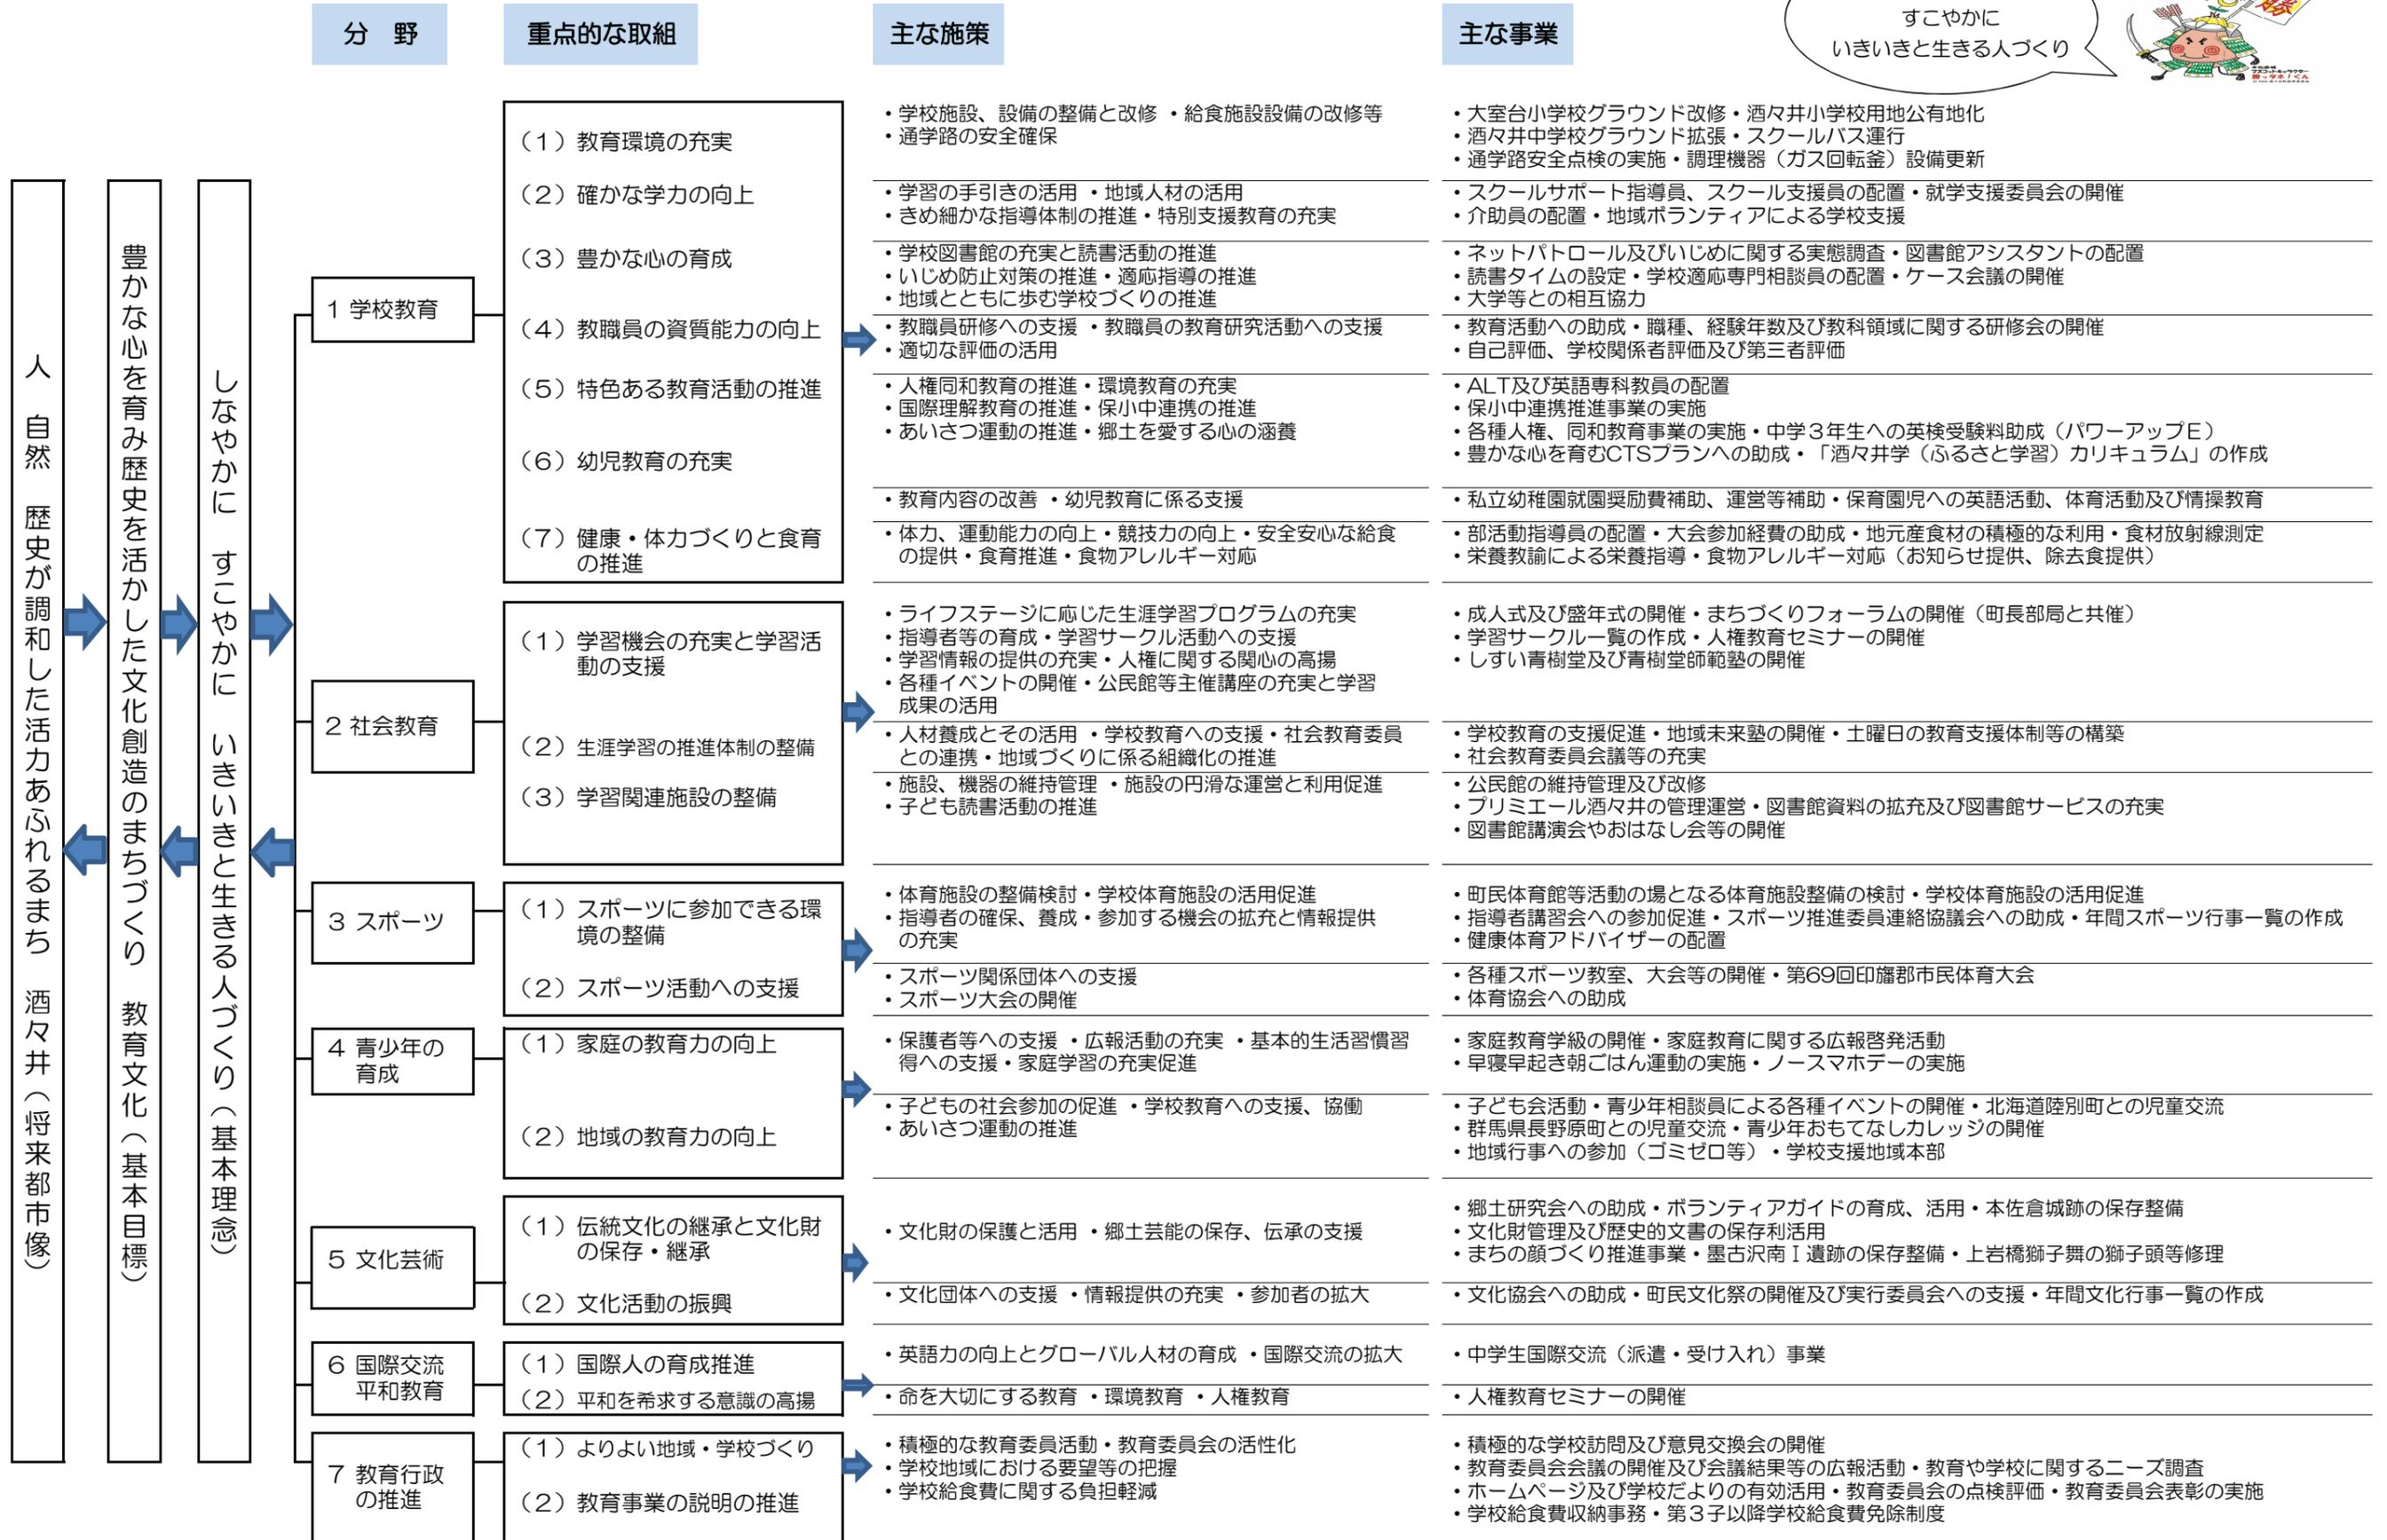 分　野
重点的な取組
主な施策
主な事業
すこやかに
いきいきと生きる人づくり
人　自然　歴史が調和した活力あふれるまち　酒々井（将来都市像）
豊かな心を育み歴史を活かした文化創造のまちづくり　教育文化（基本目標）
しなやかに　すこやかに　いきいきと生きる人づくり（基本理念）
1 学校教育
（1）教育環境の充実
（2）確かな学力の向上
（3）豊かな心の育成
（4）教職員の資質能力の向上
（5）特色ある教育活動の推進
（6）幼児教育の充実
（7）健康・体力づくりと食育
の推進
・学校施設、設備の整備と改修 ・給食施設設備の改修等
・通学路の安全確保
・大室台小学校グラウンド改修・酒々井小学校用地公有地化
・酒々井中学校グラウンド拡張・スクールバス運行
・通学路安全点検の実施・調理機器（ガス回転釜）設備更新
・学習の手引きの活用 ・地域人材の活用
・きめ細かな指導体制の推進・特別支援教育の充実
・スクールサポート指導員、スクール支援員の配置・就学支援委員会の開催
・介助員の配置・地域ボランティアによる学校支援
・学校図書館の充実と読書活動の推進
・いじめ防止対策の推進・適応指導の推進
・地域とともに歩む学校づくりの推進
・ネットパトロール及びいじめに関する実態調査・図書館アシスタントの配置
・読書タイムの設定・学校適応専門相談員の配置・ケース会議の開催
・大学等との相互協力
・教職員研修への支援 ・教職員の教育研究活動への支援
・適切な評価の活用
・教育活動への助成・職種、経験年数及び教科領域に関する研修会の開催
・自己評価、学校関係者評価及び第三者評価
・人権同和教育の推進・環境教育の充実
・国際理解教育の推進・保小中連携の推進
・あいさつ運動の推進・郷土を愛する心の涵養
・ALT及び英語専科教員の配置
・保小中連携推進事業の実施
・各種人権、同和教育事業の実施・中学３年生への英検受験料助成（パワーアップＥ）
・豊かな心を育むCTSプランへの助成・「酒々井学（ふるさと学習）カリキュラム」の作成
・教育内容の改善 ・幼児教育に係る支援
・私立幼稚園就園奨励費補助、運営等補助・保育園児への英語活動、体育活動及び情操教育
・体力、運動能力の向上・競技力の向上・安全安心な給食
の提供・食育推進・食物アレルギー対応
・部活動指導員の配置・大会参加経費の助成・地元産食材の積極的な利用・食材放射線測定
・栄養教諭による栄養指導・食物アレルギー対応（お知らせ提供、除去食提供）
2 社会教育
（1）学習機会の充実と学習活
動の支援
（2）生涯学習の推進体制の整備
（3）学習関連施設の整備
・ライフステージに応じた生涯学習プログラムの充実
・指導者等の育成・学習サークル活動への支援
・学習情報の提供の充実・人権に関する関心の高揚
・各種イベントの開催・公民館等主催講座の充実と学習
成果の活用
・成人式及び盛年式の開催・まちづくりフォーラムの開催（町長部局と共催）
・学習サークル一覧の作成・人権教育セミナーの開催
・しすい青樹堂及び青樹堂師範塾の開催
・人材養成とその活用 ・学校教育への支援・社会教育委員
との連携・地域づくりに係る組織化の推進
・学校教育の支援促進・地域未来塾の開催・土曜日の教育支援体制等の構築
・社会教育委員会議等の充実
・施設、機器の維持管理 ・施設の円滑な運営と利用促進
・子ども読書活動の推進
・公民館の維持管理及び改修
・プリミエール酒々井の管理運営・図書館資料の拡充及び図書館サービスの充実
・図書館講演会やおはなし会等の開催
3 スポーツ
（1）スポーツに参加できる環
境の整備
（2）スポーツ活動への支援
・体育施設の整備検討・学校体育施設の活用促進
・指導者の確保、養成・参加する機会の拡充と情報提供
の充実
・町民体育館等活動の場となる体育施設整備の検討・学校体育施設の活用促進
・指導者講習会への参加促進・スポーツ推進委員連絡協議会への助成・年間スポーツ行事一覧の作成
・健康体育アドバイザーの配置
・スポーツ関係団体への支援
・スポーツ大会の開催
・各種スポーツ教室、大会等の開催・第69回印旛郡市民体育大会
・体育協会への助成
4 青少年の
育成
（1）家庭の教育力の向上
（2）地域の教育力の向上
・保護者等への支援 ・広報活動の充実 ・基本的生活習慣習
得への支援・家庭学習の充実促進
・家庭教育学級の開催・家庭教育に関する広報啓発活動
・早寝早起き朝ごはん運動の実施・ノースマホデーの実施
・子どもの社会参加の促進 ・学校教育への支援、協働
・あいさつ運動の推進
・子ども会活動・青少年相談員による各種イベントの開催・北海道陸別町との児童交流
・群馬県長野原町との児童交流・青少年おもてなしカレッジの開催
・地域行事への参加（ゴミゼロ等）・学校支援地域本部
5 文化芸術
（1）伝統文化の継承と文化財
の保存・継承
（2）文化活動の振興
・文化財の保護と活用 ・郷土芸能の保存、伝承の支援
・郷土研究会への助成・ボランティアガイドの育成、活用・本佐倉城跡の保存整備
・文化財管理及び歴史的文書の保存利活用
・まちの顔づくり推進事業・墨古沢南Ⅰ遺跡の保存整備・上岩橋獅子舞の獅子頭等修理
・文化団体への支援 ・情報提供の充実 ・参加者の拡大
・文化協会への助成・町民文化祭の開催及び実行委員会への支援・年間文化行事一覧の作成
6 国際交流
平和教育
（1）国際人の育成推進
（2）平和を希求する意識の高揚
・英語力の向上とグローバル人材の育成 ・国際交流の拡大
・中学生国際交流（派遣・受け入れ）事業
・命を大切にする教育 ・環境教育 ・人権教育
・人権教育セミナーの開催
7 教育行政
の推進
（1）よりよい地域・学校づくり
（2）教育事業の説明の推進
・積極的な教育委員活動・教育委員会の活性化
・学校地域における要望等の把握
・学校給食費に関する負担軽減
・積極的な学校訪問及び意見交換会の開催
・教育委員会会議の開催及び会議結果等の広報活動・教育や学校に関するニーズ調査
・ホームページ及び学校だよりの有効活用・教育委員会の点検評価・教育委員会表彰の実施
・学校給食費収納事務・第３子以降学校給食費免除制度